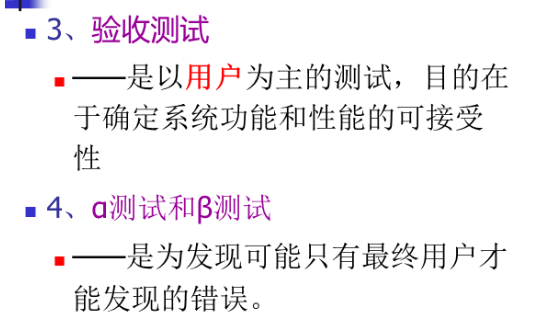 3、验收测试
——是以用户为主的测试，目的在
于确定系统功能和性能的可接受
性
4、α测试和β测试
——是为发现可能只有最终用户才
能发现的错误。